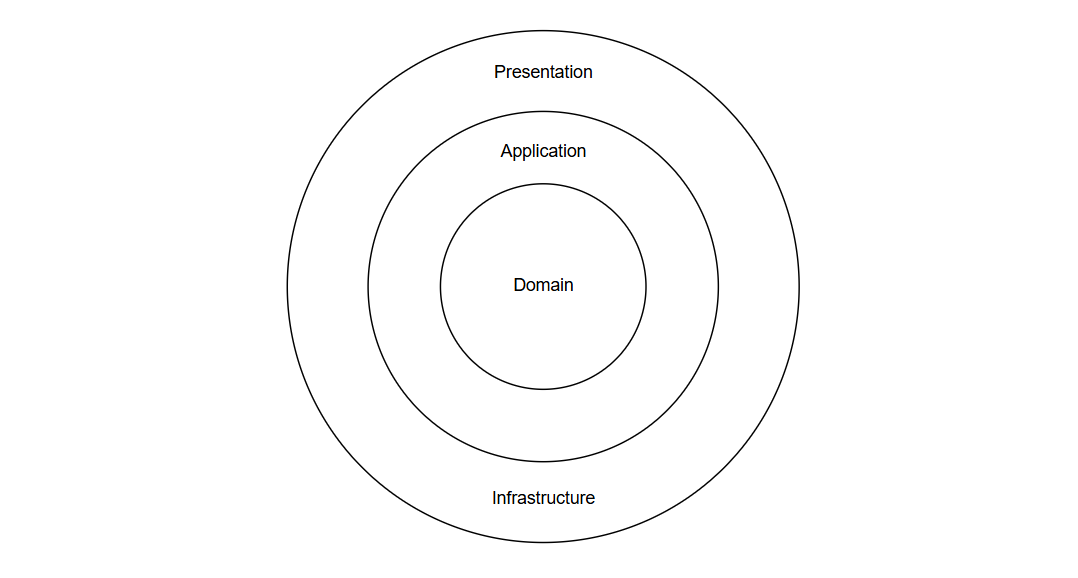 Presentation
Application
Domain
Infrastructure